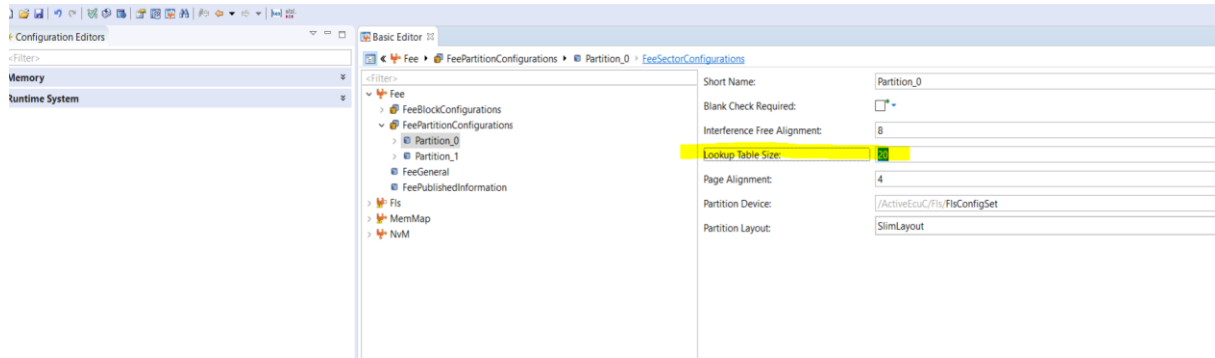 Configuration Editors
<Filter>
Memory
Runtime System
Basic Editor
Fee FeePartitionConfigurations Partition_0 FeeSectorConfigurations
<Filter>
Fee
FeeBlockConfigurations
FeePartitionConfigurations
Partition_0
Partition_1
FeeGeneral
FeePublishedInformation
Fls
MemMap
NvM
Short Name: Partition_0
Blank Check Required:
Interference Free Alignment: 8
Lookup Table Size: 20
Page Alignment: 4
Partition Device: /ActiveEcuC/Fls/FlsConfigSet
Partition Layout: SlimLayout